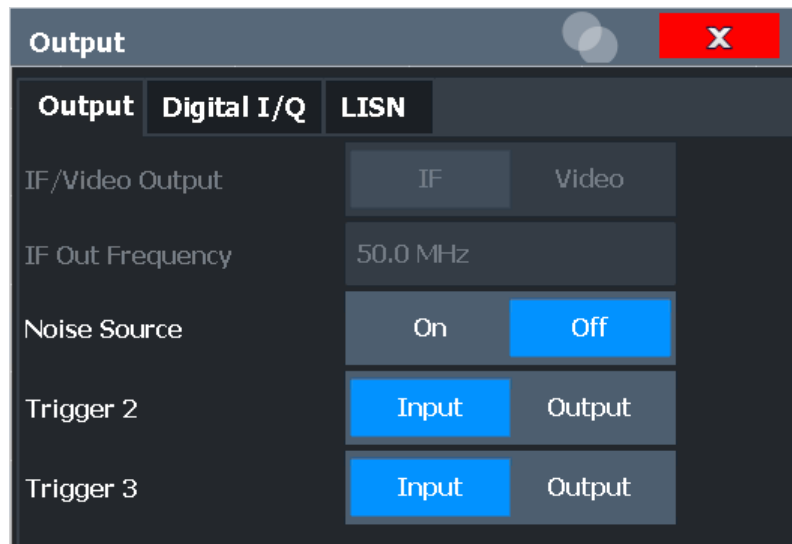 Output X
Output Digital I/Q LISN
IF/Video Output IF Video
IF Out Frequency 50.0 MHz
Noise Source On Off
Trigger 2 Input Output
Trigger 3 Input Output